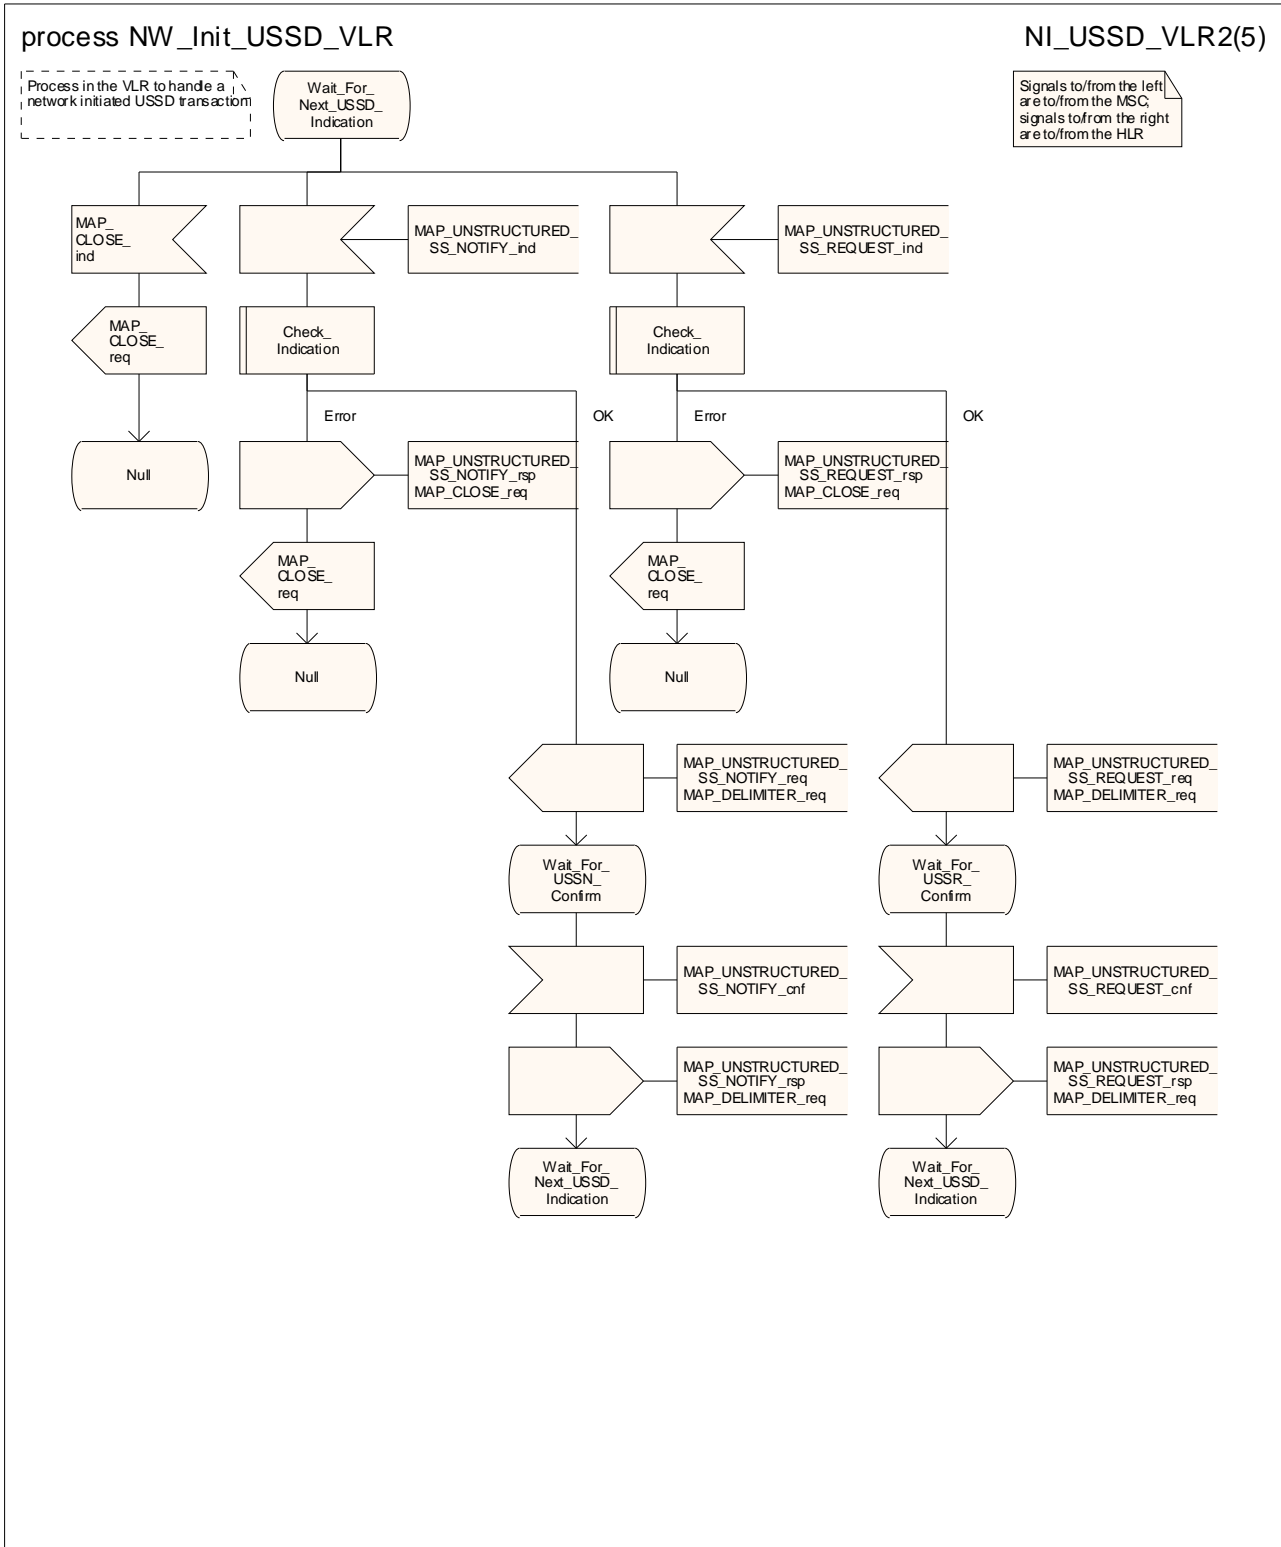 process NW_Init_USSD_VLR
NI_USSD_VLR2(5)
Process in the VLR to handle a
network initiated USSD transaction
Wait_For_
Next_USSD_
Indication
Signals to/from the left
are to/from the MSC;
signals to/from the right
are to/from the HLR
MAP_
CLOSE_
ind
MAP_UNSTRUCTURED_
SS_NOTIFY_ind
MAP_UNSTRUCTURED_
SS_REQUEST_ind
MAP_
CLOSE_
req
Check_
Indication
Check_
Indication
Error
OK
Error
OK
Null
MAP_UNSTRUCTURED_
SS_NOTIFY_rsp
MAP_CLOSE_req
MAP_UNSTRUCTURED_
SS_REQUEST_rsp
MAP_CLOSE_req
MAP_
CLOSE_
req
MAP_
CLOSE_
req
Null
Null
MAP_UNSTRUCTURED_
SS_NOTIFY_req
MAP_DELIMITER_req
MAP_UNSTRUCTURED_
SS_REQUEST_req
MAP_DELIMITER_req
Wait_For_
USSN_
Confirm
Wait_For_
USSR_
Confirm
MAP_UNSTRUCTURED_
SS_NOTIFY_cnf
MAP_UNSTRUCTURED_
SS_REQUEST_cnf
MAP_UNSTRUCTURED_
SS_NOTIFY_rsp
MAP_DELIMITER_req
MAP_UNSTRUCTURED_
SS_REQUEST_rsp
MAP_DELIMITER_req
Wait_For_
Next_USSD_
Indication
Wait_For_
Next_USSD_
Indication